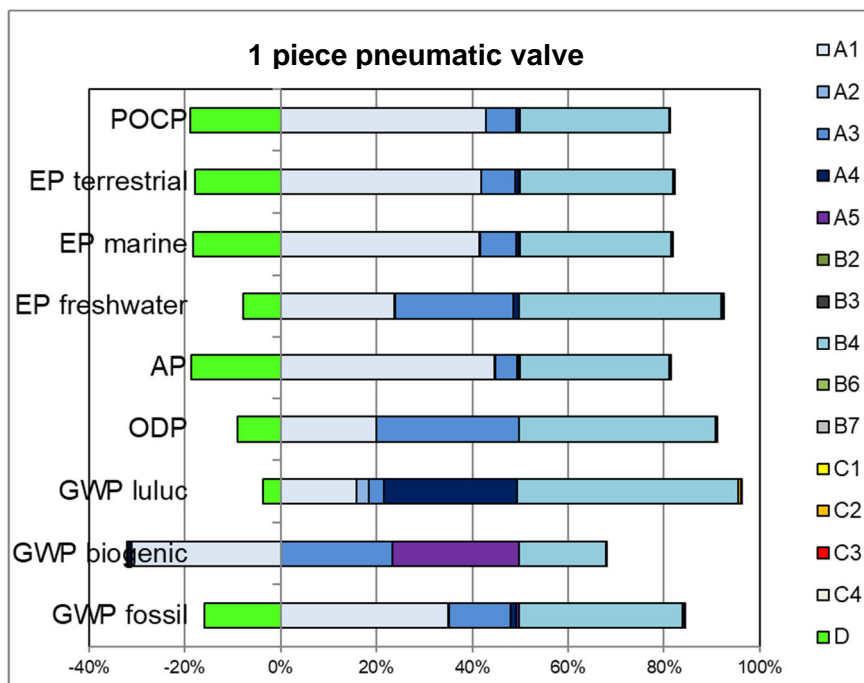 1 piece pneumatic valve
POCP
EP terrestrial
EP marine
EP freshwater
AP
ODP
GWP luluc
GWP biogenic
GWP fossil
-40% -20% 0% 20% 40% 60% 80% 100%
A1
A2
A3
A4
A5
B2
B3
B4
B6
B7
C1
C2
C3
C4
D